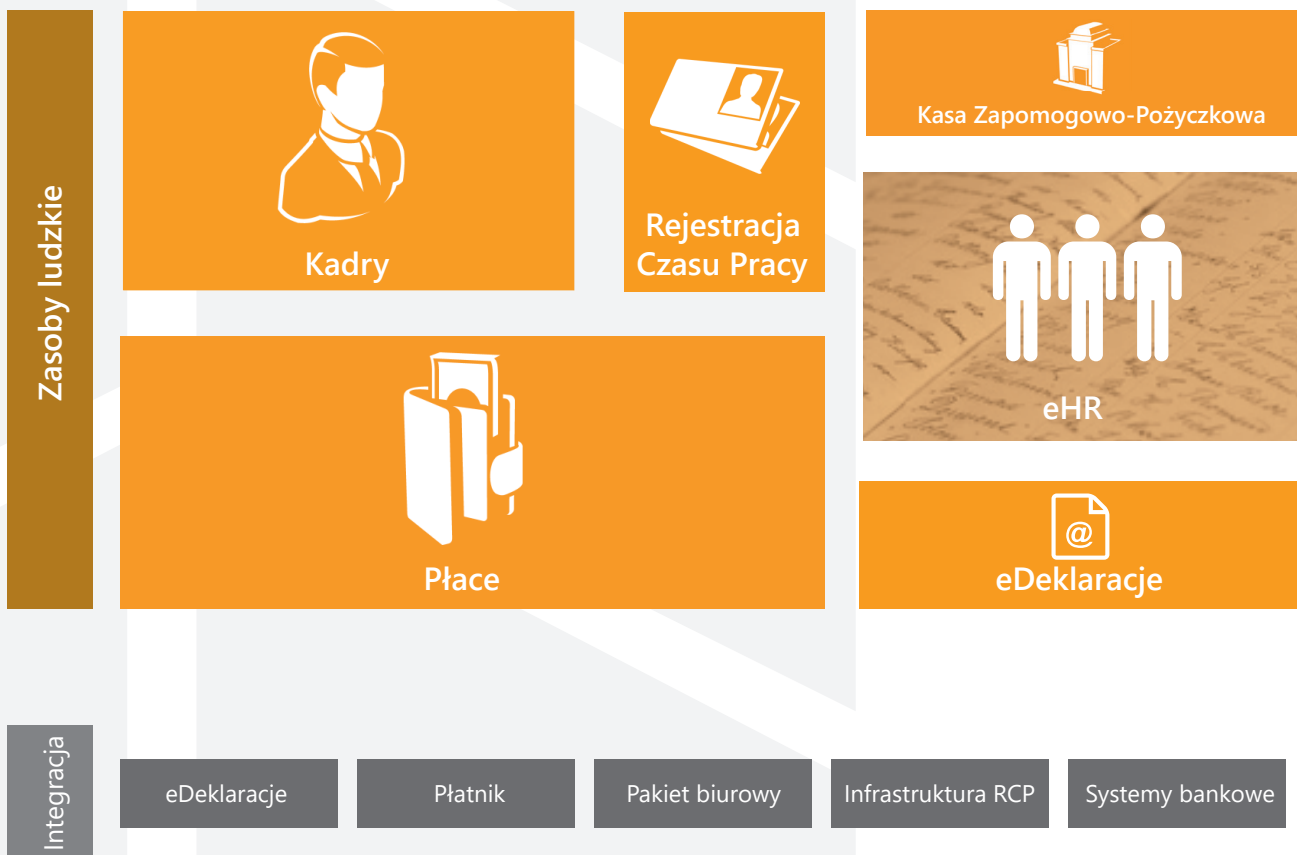 Zasoby ludzkie
Kadry
Rejestracja
Czasu Pracy
Kasa Zapomogowo-Pożyczkowa
eHR
Płace
@
eDeklaracje
Integracja
eDeklaracje
Płatnik
Pakiet biurowy
Infrastruktura RCP
Systemy bankowe